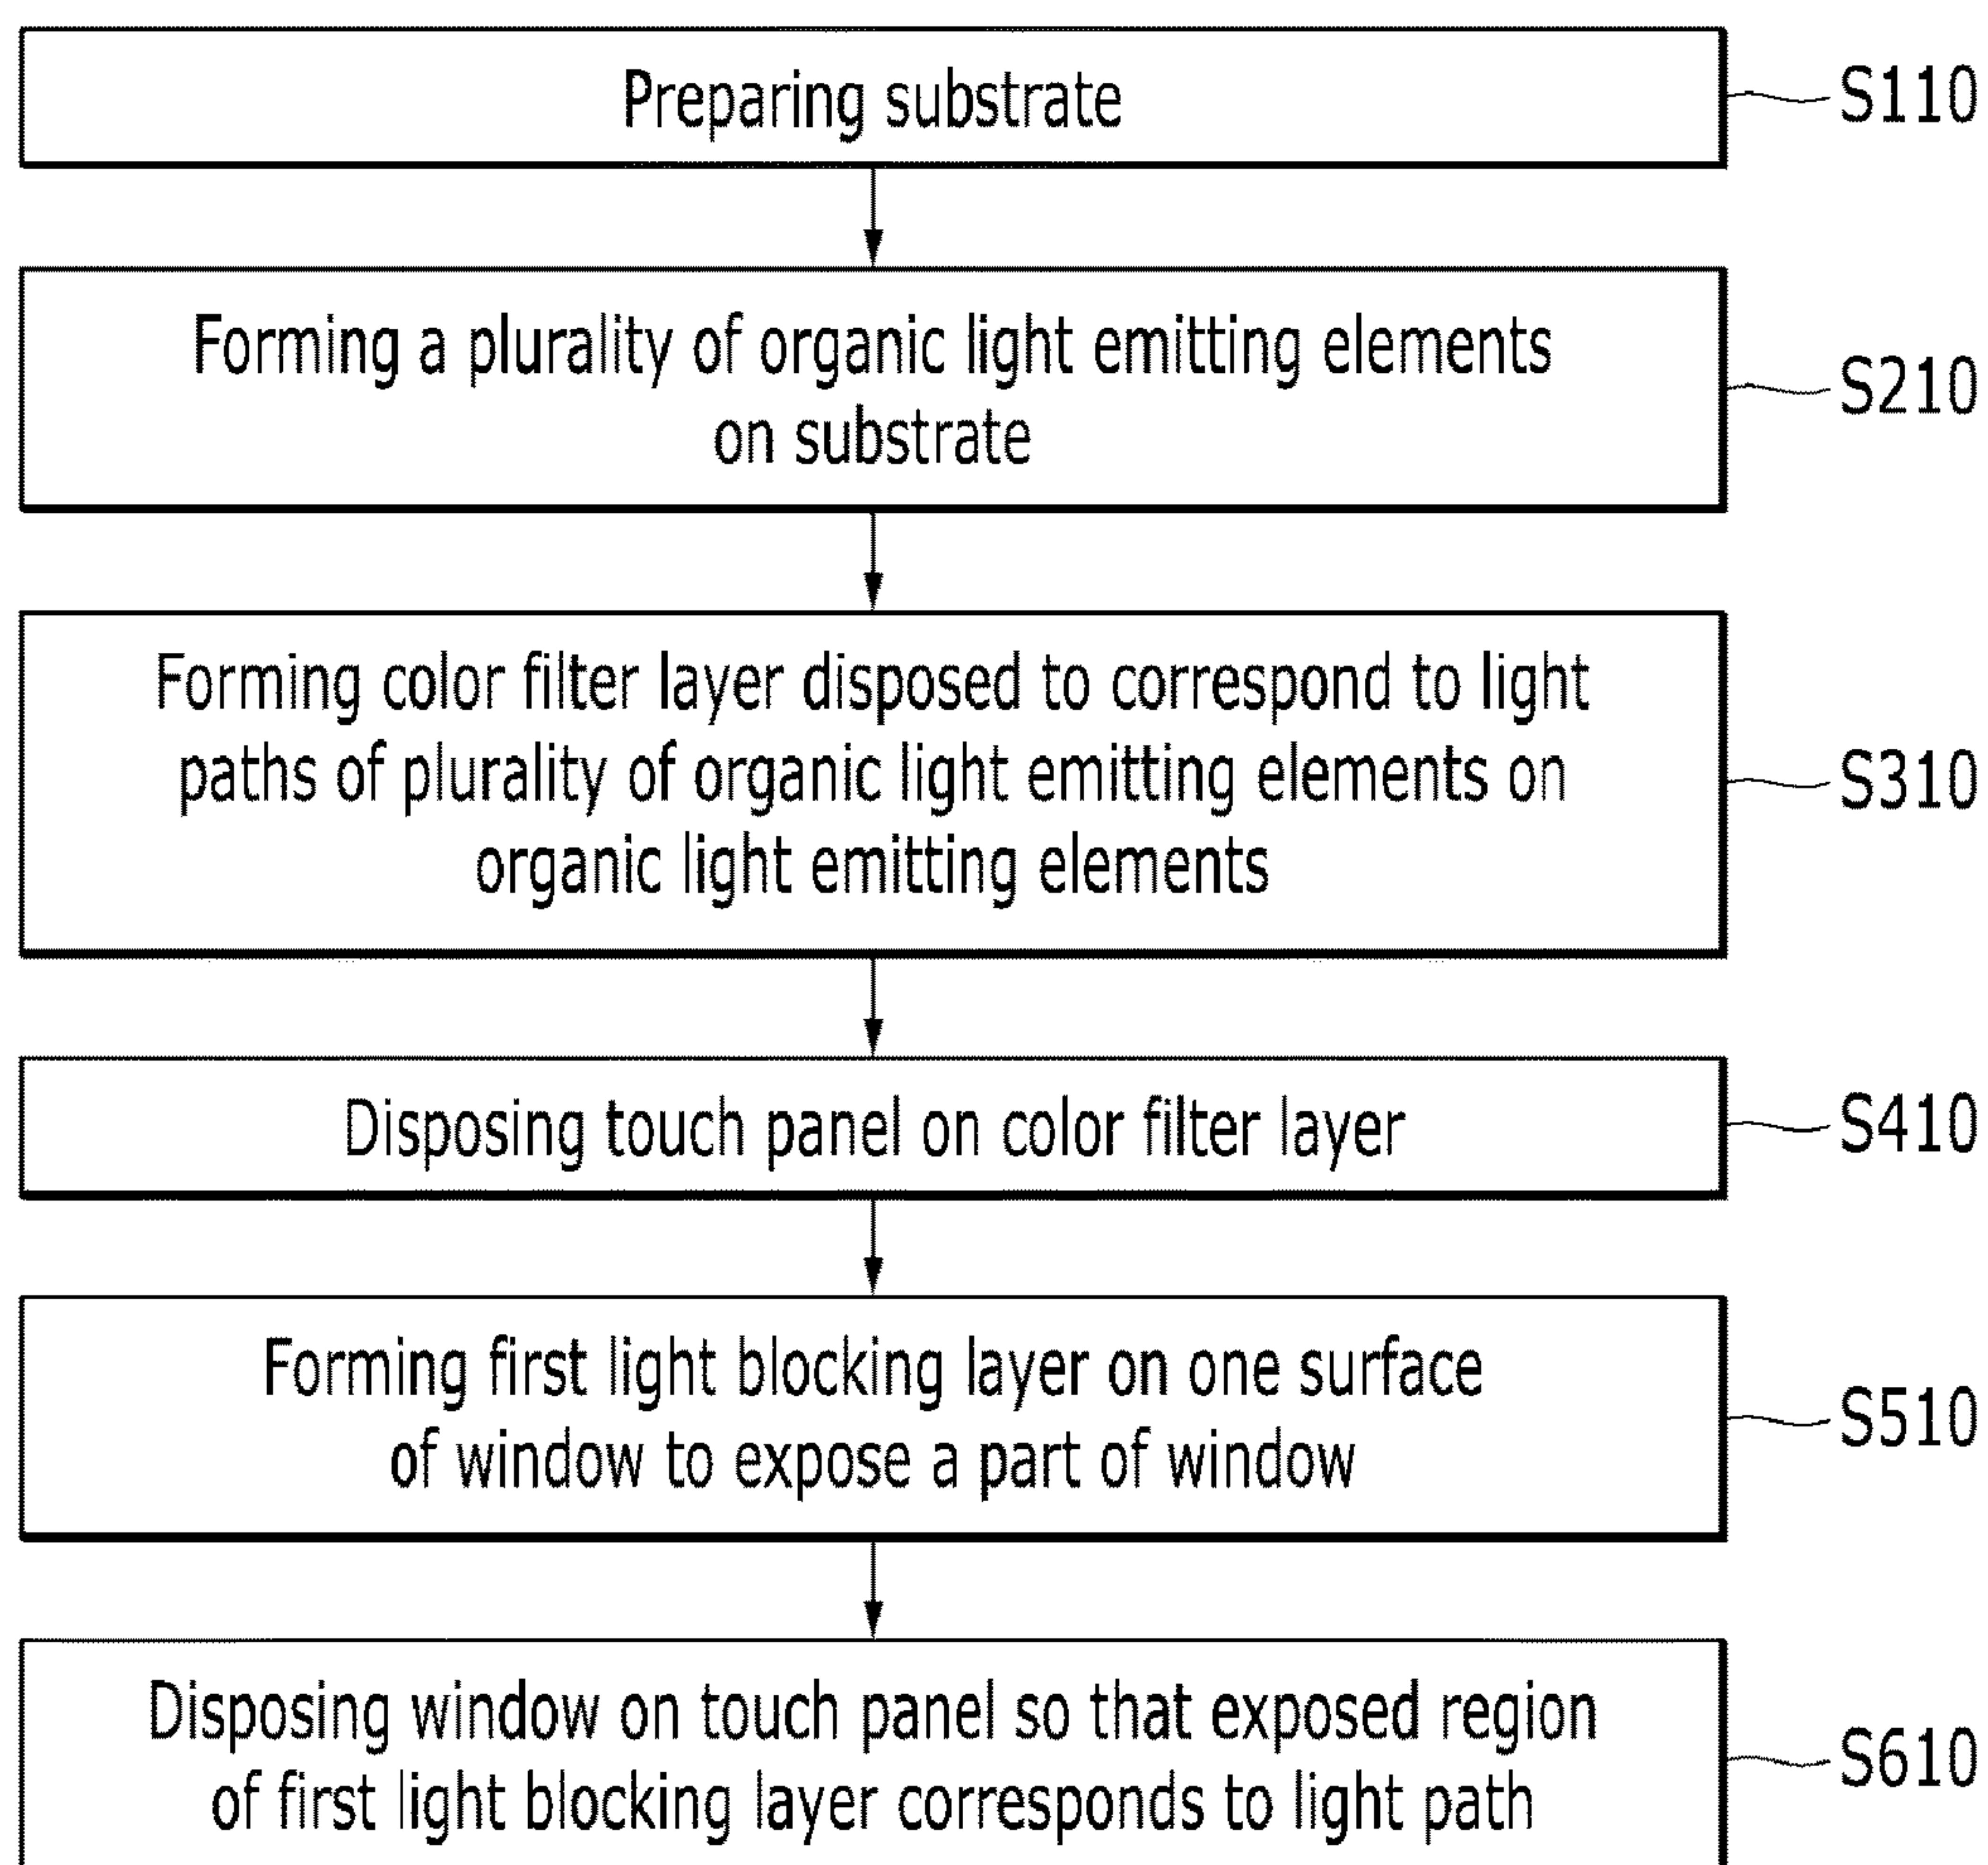 Preparing substrate
S110
Forming a plurality of organic light emitting elements
on substrate
S210
Forming color filter layer disposed to correspond to light
paths of plurality of organic light emitting elements on
organic light emitting elements
S310
Disposing touch panel on color filter layer
S410
Forming first light blocking layer on one surface
of window to expose a part of window
S510
Disposing window on touch panel so that exposed region
of first light blocking layer corresponds to light path
S610